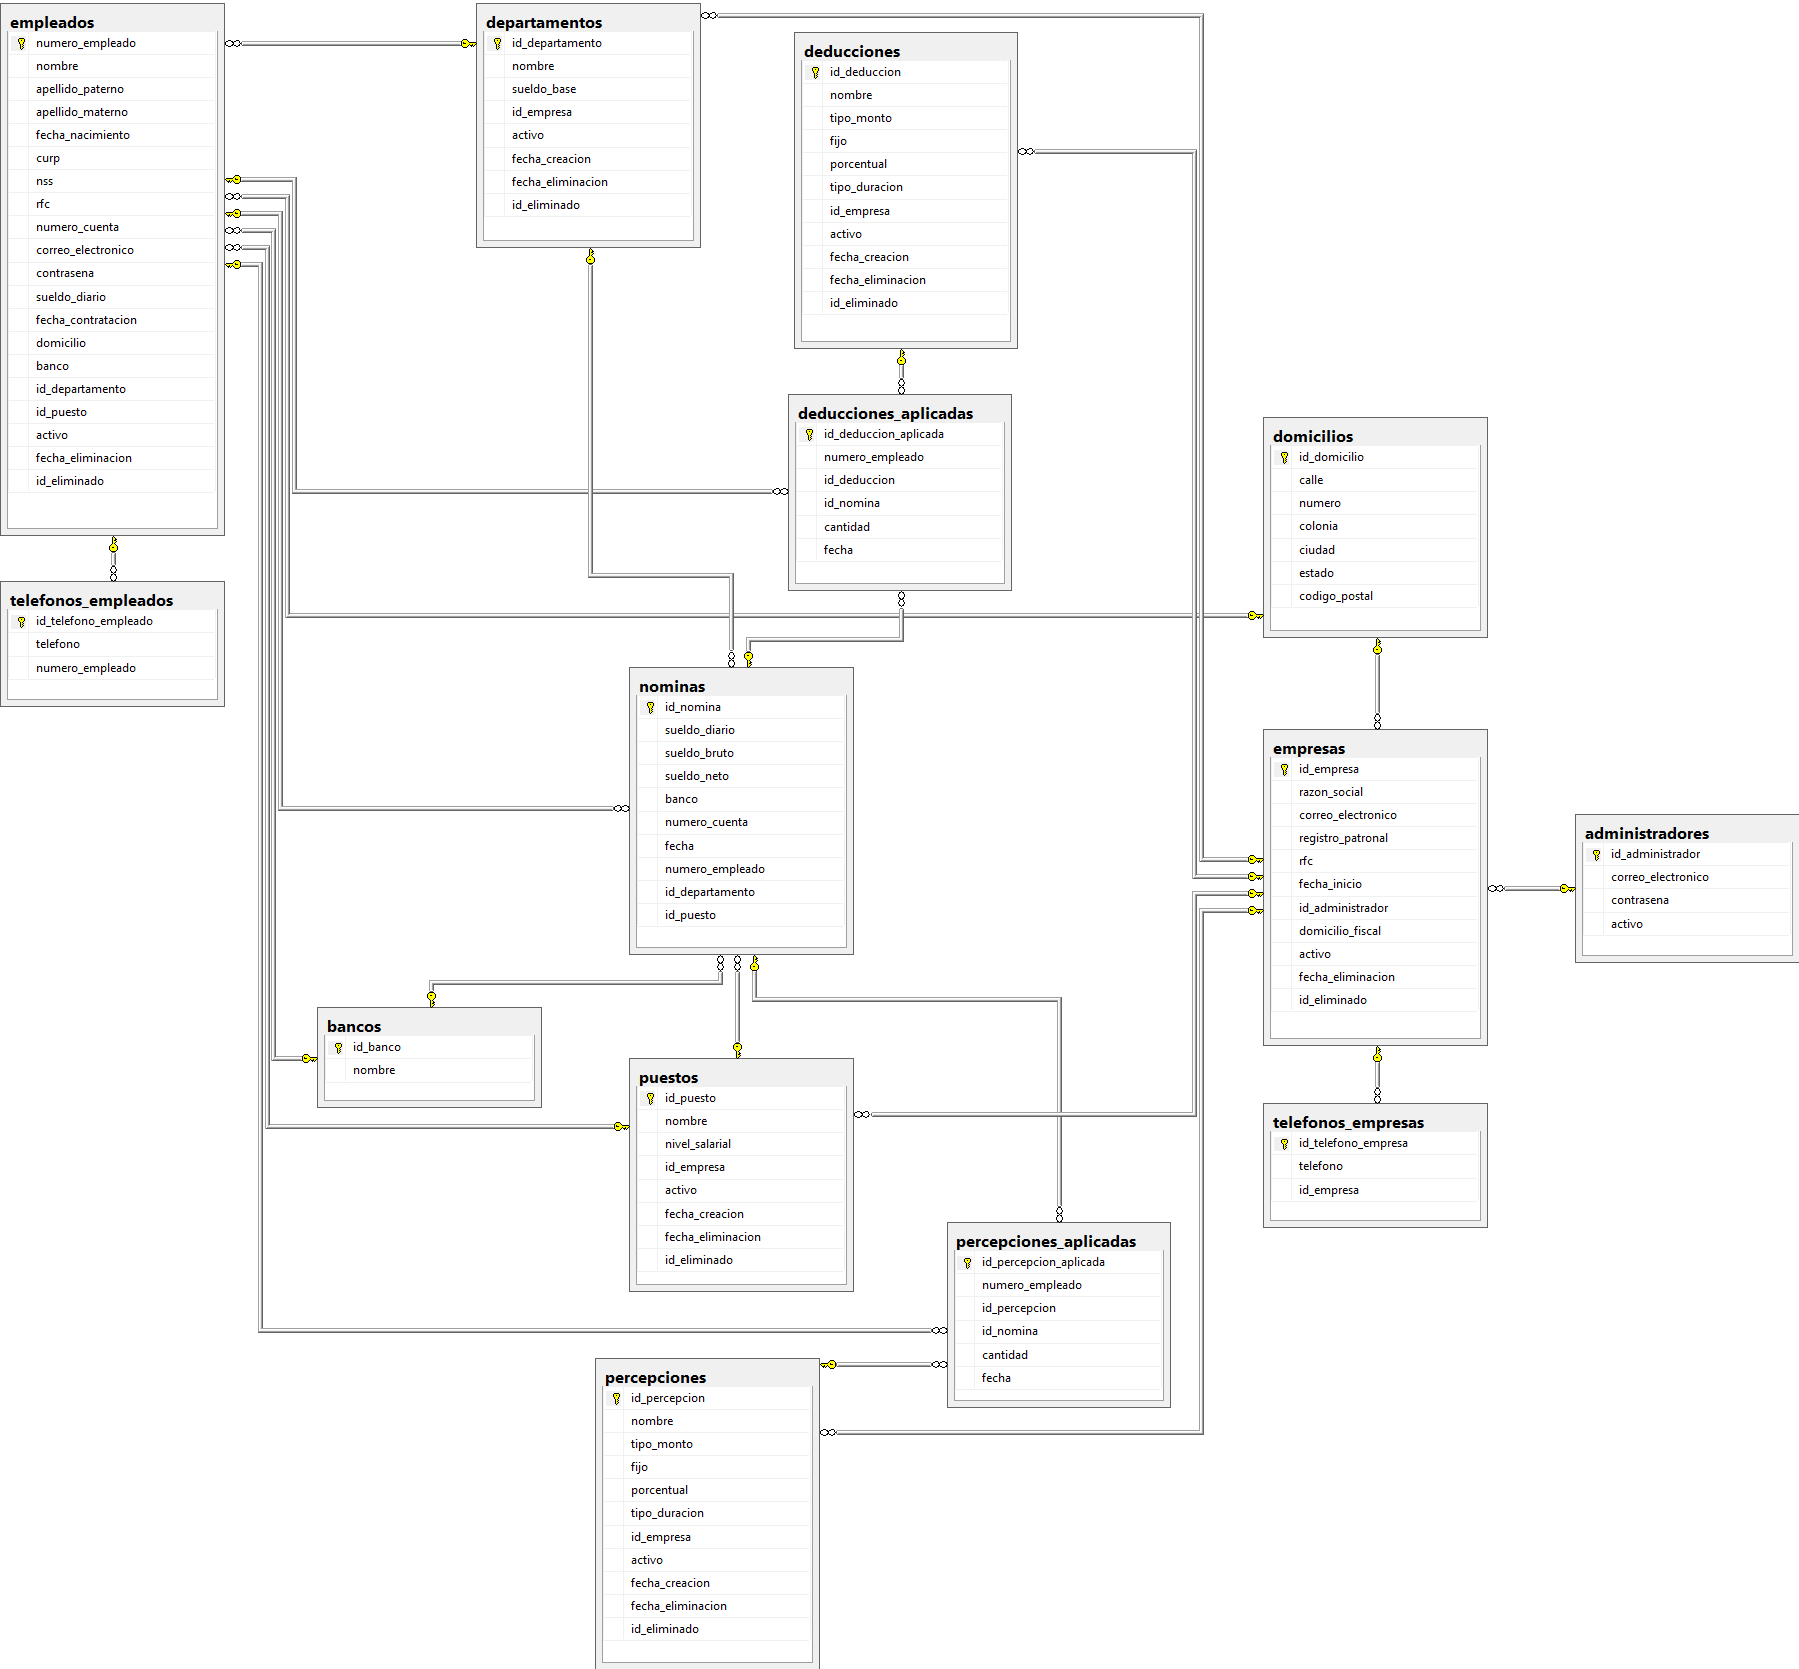 empleados
numero_empleado
nombre
apellido_paterno
apellido_materno
fecha_nacimiento
curp
nss
rfc
numero_cuenta
correo_electronico
contrasena
sueldo_diario
fecha_contratacion
domicilio
banco
id_departamento
id_puesto
activo
fecha_eliminacion
id_eliminado
telefonos_empleados
id_telefono_empleado
telefono
numero_empleado
departamentos
id_departamento
nombre
sueldo_base
id_empresa
activo
fecha_creacion
fecha_eliminacion
id_eliminado
deducciones
id_deduccion
nombre
tipo_monto
fijo
porcentual
tipo_duracion
id_empresa
activo
fecha_creacion
fecha_eliminacion
id_eliminado
deducciones_aplicadas
id_deduccion_aplicada
numero_empleado
id_deduccion
id_nomina
cantidad
fecha
domicilios
id_domicilio
calle
numero
colonia
ciudad
estado
codigo_postal
nominas
id_nomina
sueldo_diario
sueldo_bruto
sueldo_neto
banco
numero_cuenta
fecha
numero_empleado
id_departamento
id_puesto
empresas
id_empresa
razon_social
correo_electronico
registro_patronal
rfc
fecha_inicio
id_administrador
domicilio_fiscal
activo
fecha_eliminacion
id_eliminado
administradores
id_administrador
correo_electronico
contrasena
activo
bancos
id_banco
nombre
puestos
id_puesto
nombre
nivel_salarial
id_empresa
activo
fecha_creacion
fecha_eliminacion
id_eliminado
telefonos_empresas
id_telefono_empresa
telefono
id_empresa
percepciones_aplicadas
id_percepcion_aplicada
numero_empleado
id_percepcion
id_nomina
cantidad
fecha
percepciones
id_percepcion
nombre
tipo_monto
fijo
porcentual
tipo_duracion
id_empresa
activo
fecha_creacion
fecha_eliminacion
id_eliminado